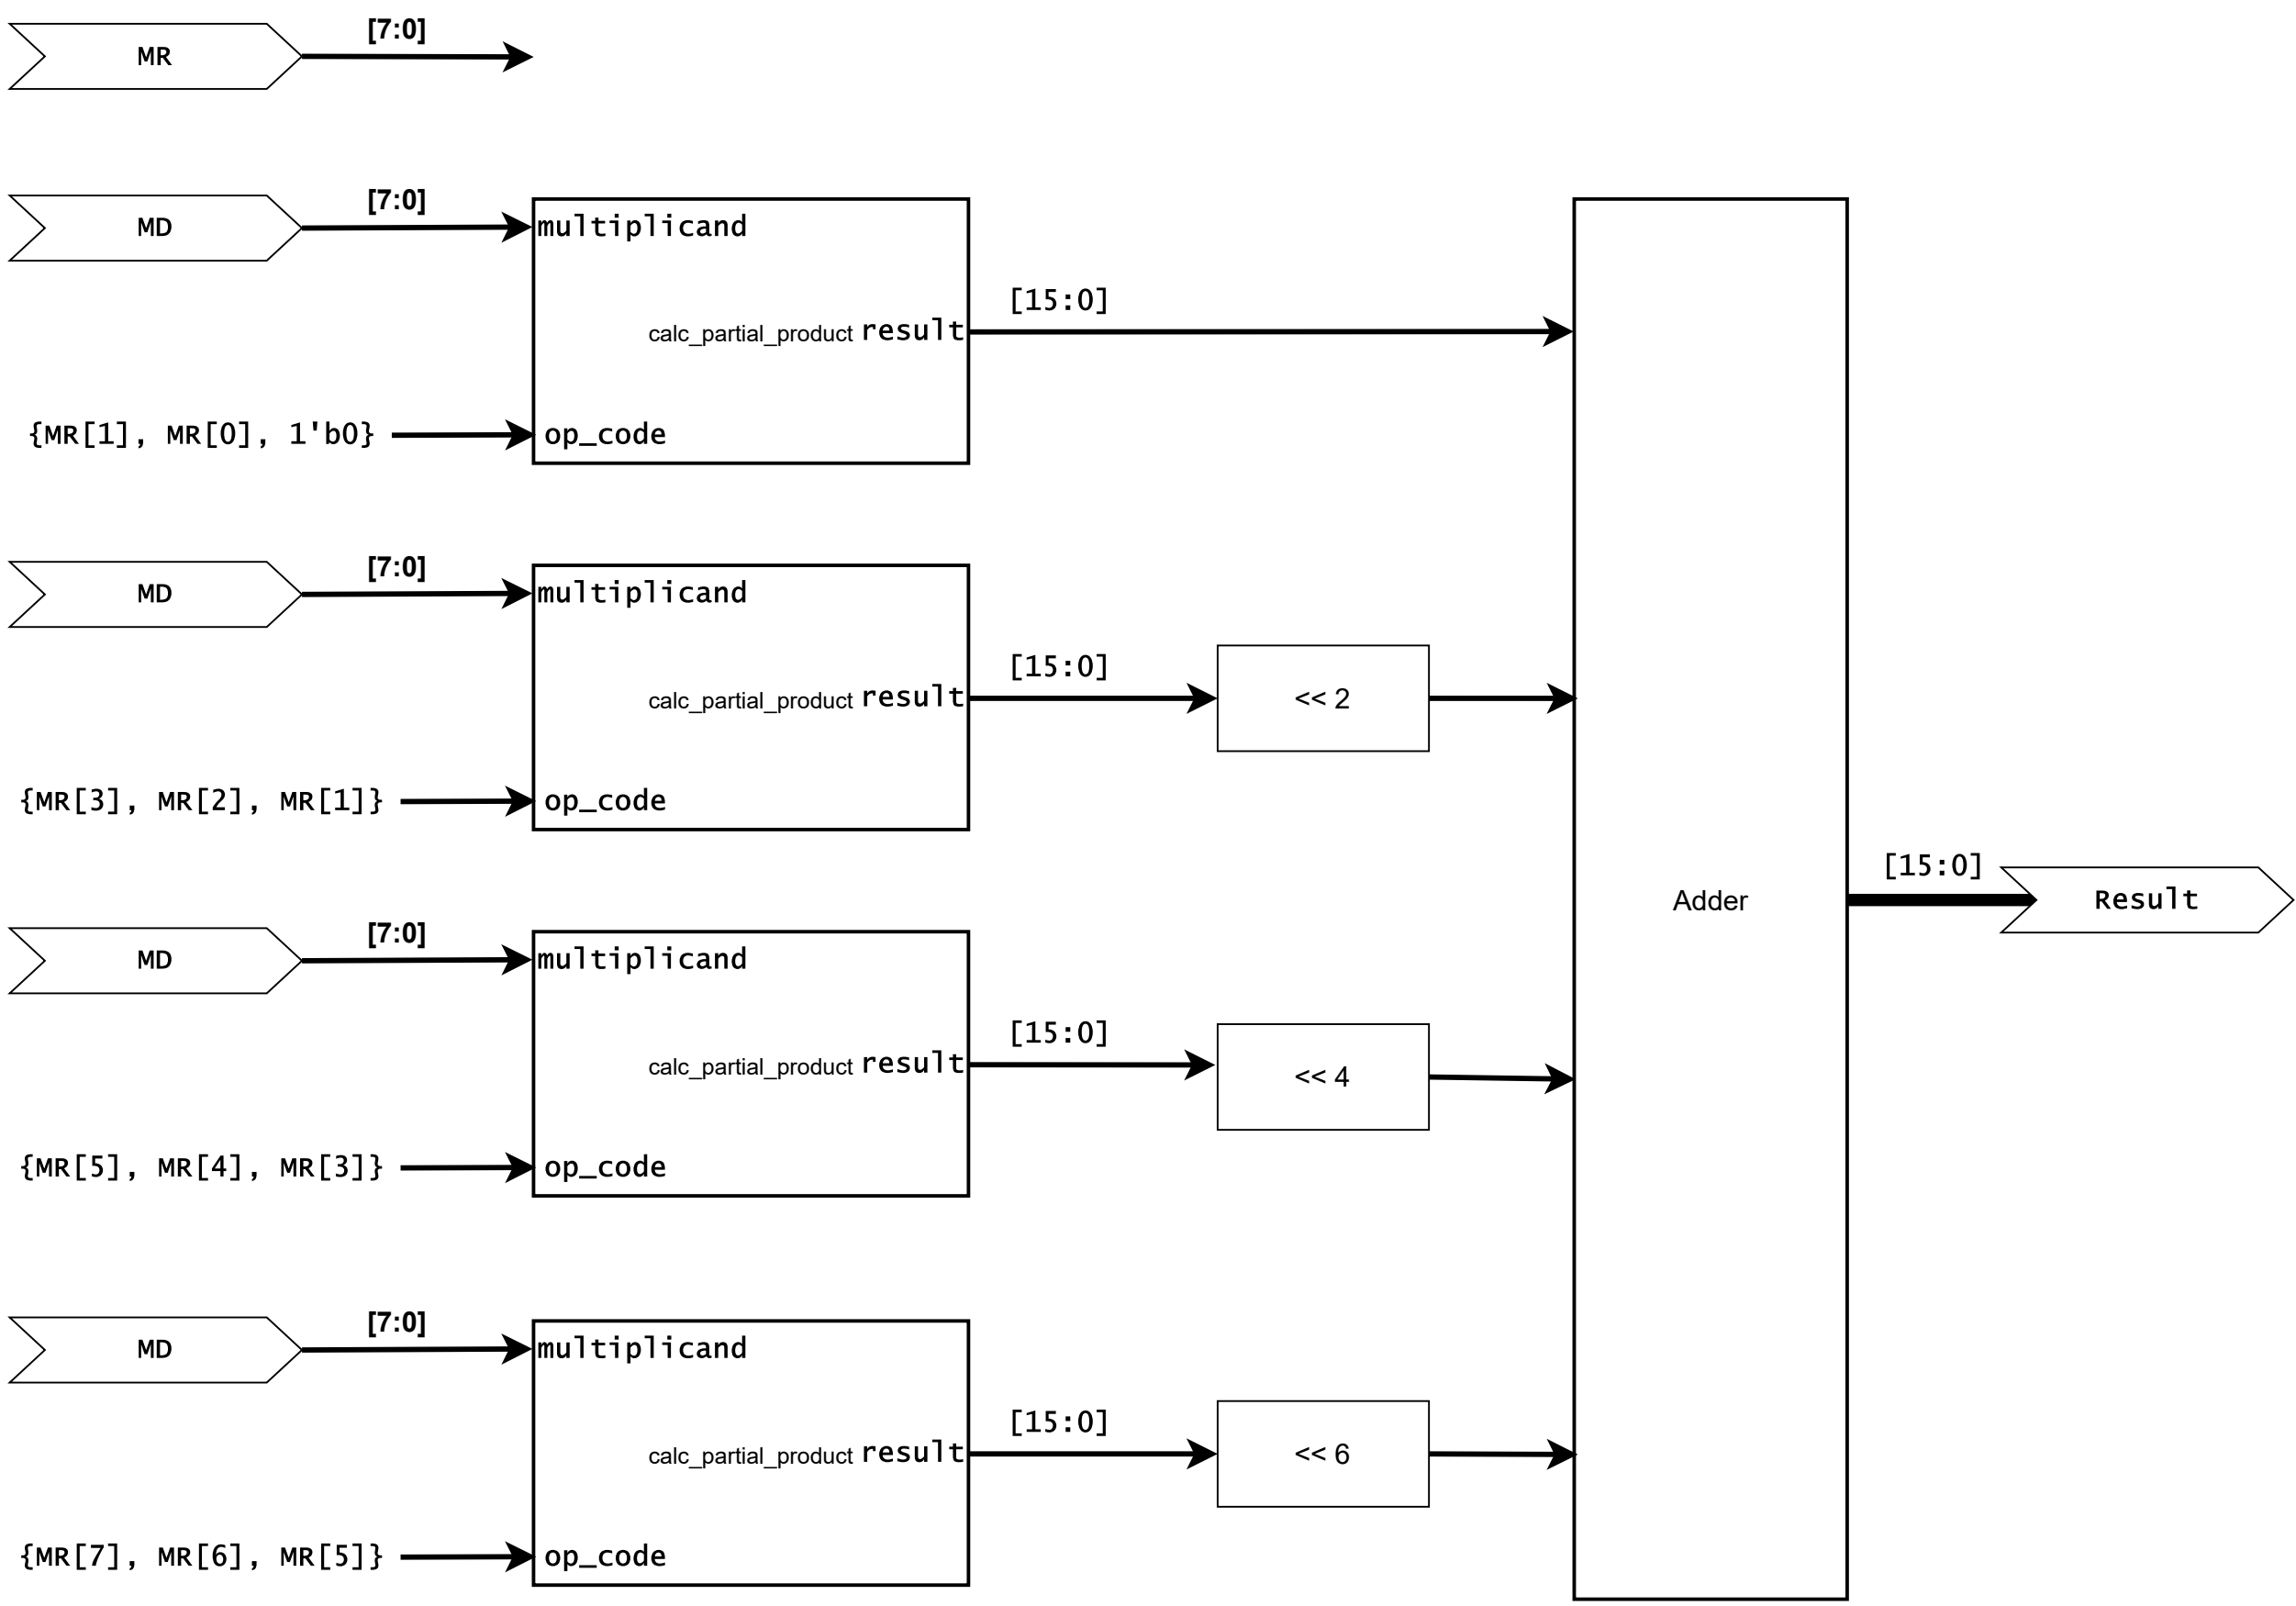 [7:0]
MR
[7:0]
MD
multiplicand
[15:0]
calc_partial_product result
{MR[1], MR[0], 1'b0}
op_code
[7:0]
MD
multiplicand
[15:0]
calc_partial_product result
<< 2
{MR[3], MR[2], MR[1]}
op_code
[15:0]
Adder
Result
[7:0]
MD
multiplicand
[15:0]
calc_partial_product result
<< 4
{MR[5], MR[4], MR[3]}
op_code
[7:0]
MD
multiplicand
[15:0]
calc_partial_product result
<< 6
{MR[7], MR[6], MR[5]}
op_code